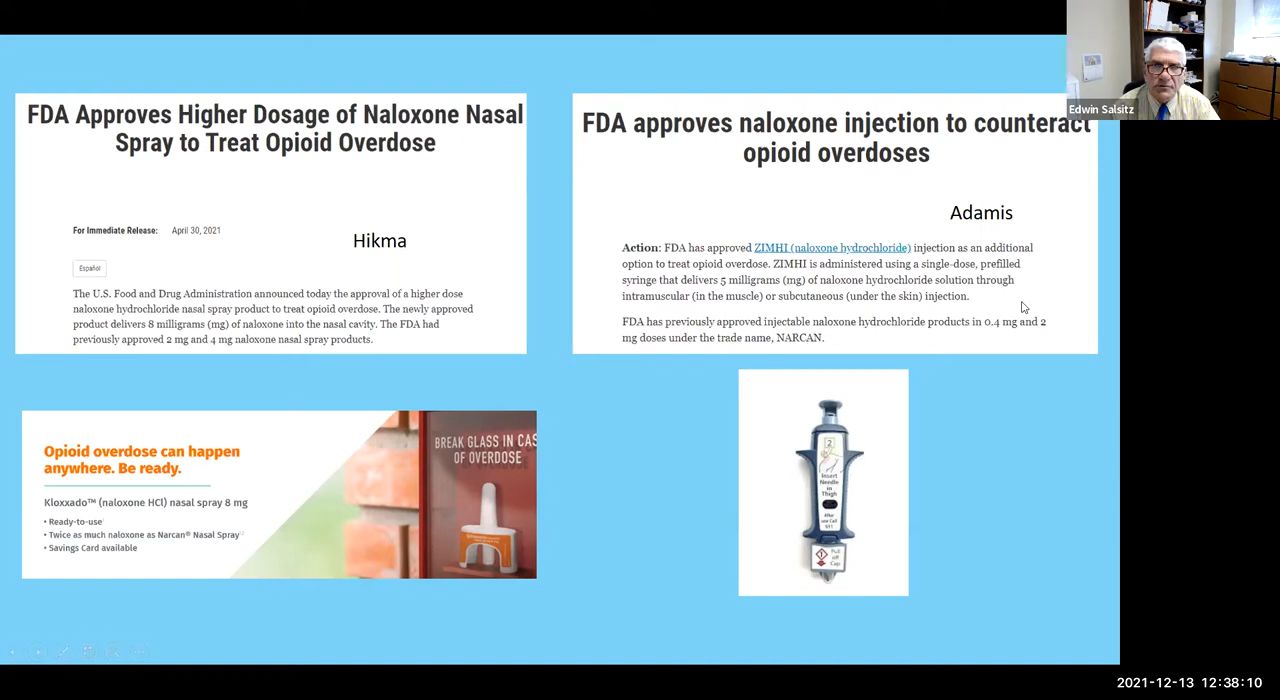 Edwin Salsitz
FDA Approves Higher Dosage of Naloxone Nasal
Spray to Treat Opioid Overdose
For Immediate Release: April 30, 2021
Hikma
Español
The U.S. Food and Drug Administration announced today the approval of a higher dose
naloxone hydrochloride nasal spray product to treat opioid overdose. The newly approved
product delivers 8 milligrams (mg) of naloxone into the nasal cavity. The FDA had
previously approved 2 mg and 4 mg naloxone nasal spray products.
FDA approves naloxone injection to counteract
opioid overdoses
Adamis
Action: FDA has approved ZIMHI (naloxone hydrochloride) injection as an additional
option to treat opioid overdose. ZIMHI is administered using a single-dose, prefilled
syringe that delivers 5 milligrams (mg) of naloxone hydrochloride solution through
intramuscular (in the muscle) or subcutaneous (under the skin) injection.
FDA has previously approved injectable naloxone hydrochloride products in 0.4 mg and 2
mg doses under the trade name, NARCAN.
Opioid overdose can happen
anywhere. Be ready.
Kloxxado™ (naloxone HCl) nasal spray 8 mg
• Ready-to-use
• Twice as much naloxone as Narcan® Nasal Spray
• Savings Card available
BREAK GLASS IN CAS
OF OVERDOSE
2
Insert
Needle
in
Thigh
After
use Call
911
1
Pull
off
Cap
2021-12-13 12:38:10